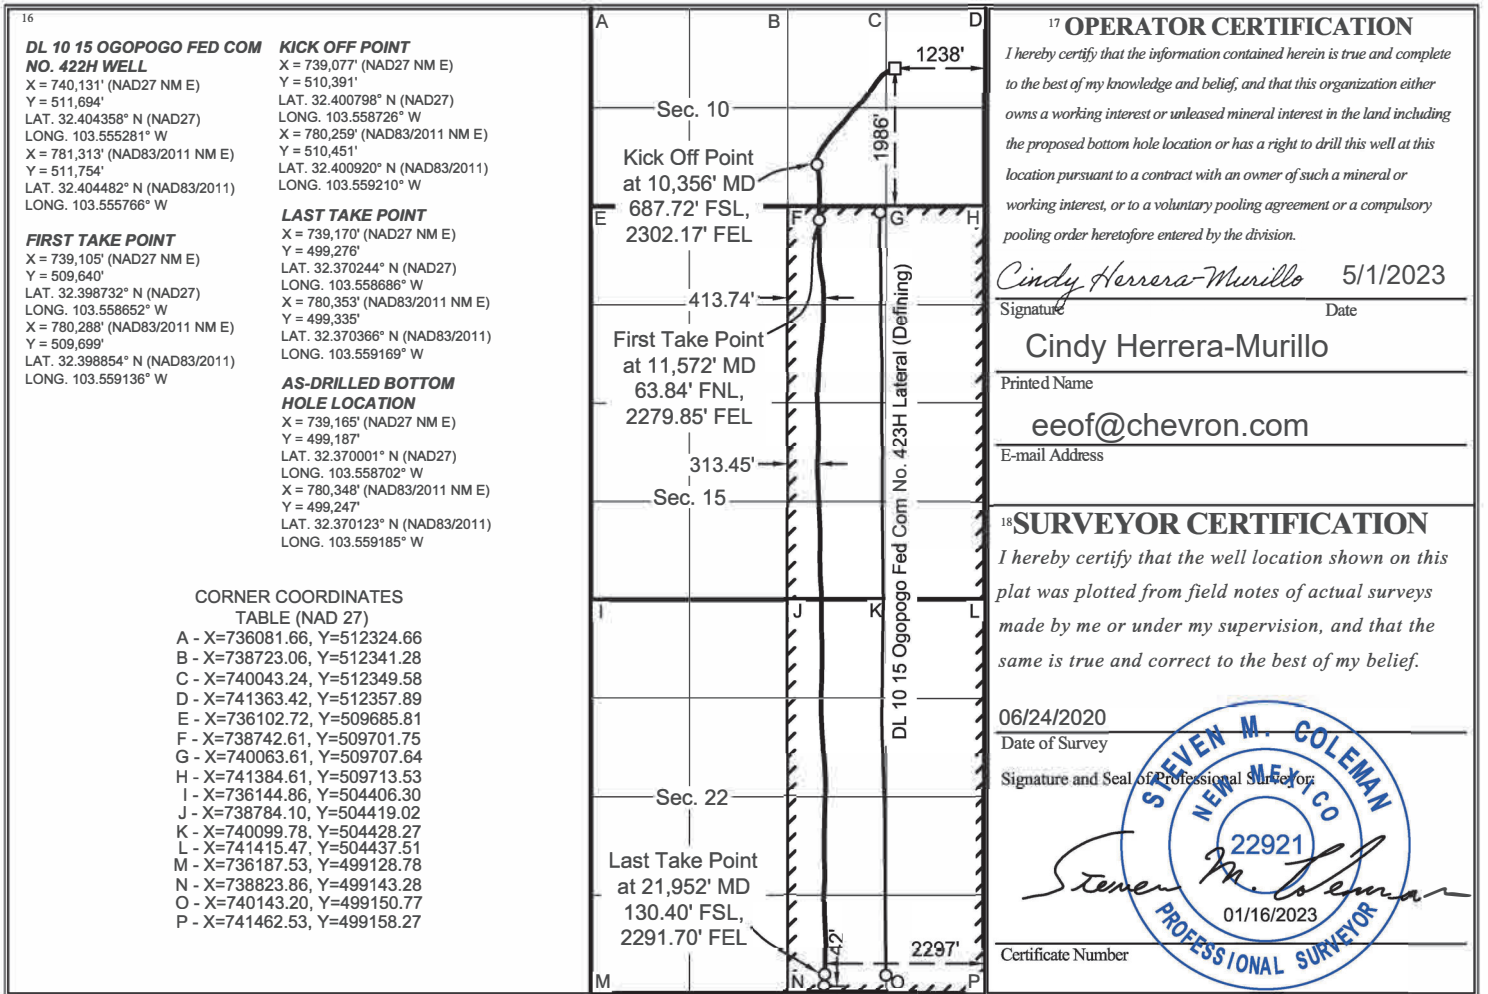 16
DL 10 15 OGOPOGO FED COM
NO. 422H WELL
X = 740,131' (NAD27 NM E)
Y = 511,694'
LAT. 32.404358° N (NAD27)
LONG. 103.555281° W
X = 781,313' (NAD83/2011 NM E)
Y = 511,754'
LAT. 32.404482° N (NAD83/2011)
LONG. 103.555766° W
FIRST TAKE POINT
X = 739,105' (NAD27 NM E)
Y = 509,640'
LAT. 32.398732° N (NAD27)
LONG. 103.558652° W
X = 780,288' (NAD83/2011 NM E)
Y = 509,699'
LAT. 32.398854° N (NAD83/2011)
LONG. 103.559136° W
KICK OFF POINT
X = 739,077' (NAD27 NM E)
Y = 510,391'
LAT. 32.400798° N (NAD27)
LONG. 103.558726° W
X = 780,259' (NAD83/2011 NM E)
Y = 510,451'
LAT. 32.400920° N (NAD83/2011)
LONG. 103.559210° W
LAST TAKE POINT
X = 739,170' (NAD27 NM E)
Y = 499,276'
LAT. 32.370244° N (NAD27)
LONG. 103.558686° W
X = 780,353' (NAD83/2011 NM E)
Y = 499,335'
LAT. 32.370366° N (NAD83/2011)
LONG. 103.559169° W
AS-DRILLED BOTTOM
HOLE LOCATION
X = 739,165' (NAD27 NM E)
Y = 499,187'
LAT. 32.370001° N (NAD27)
LONG. 103.558702° W
X = 780,348' (NAD83/2011 NM E)
Y = 499,247'
LAT. 32.370123° N (NAD83/2011)
LONG. 103.559185° W
CORNER COORDINATES
TABLE (NAD 27)
A - X=736081.66, Y=512324.66
B - X=738723.06, Y=512341.28
C - X=740043.24, Y=512349.58
D - X=741363.42, Y=512357.89
E - X=736102.72, Y=509685.81
F - X=738742.61, Y=509701.75
G - X=740063.61, Y=509707.64
H - X=741384.61, Y=509713.53
I - X=736144.86, Y=504406.30
J - X=738784.10, Y=504419.02
K - X=740099.78, Y=504428.27
L - X=741415.47, Y=504437.51
M - X=736187.53, Y=499128.78
N - X=738823.86, Y=499143.28
O - X=740143.20, Y=499150.77
P - X=741462.53, Y=499158.27
A B C D
1238'
Sec. 10
1986'
Kick Off Point
at 10,356' MD
687.72' FSL,
2302.17' FEL
E F G H
413.74'
First Take Point
at 11,572' MD
63.84' FNL,
2279.85' FEL
313.45'
Sec. 15
DL 10 15 Ogopogo Fed Com No. 423H Lateral (Defining)
I J K L
Sec. 22
Last Take Point
at 21,952' MD
130.40' FSL,
2291.70' FEL
42'
2297'
M N O P
17 OPERATOR CERTIFICATION
I hereby certify that the information contained herein is true and complete
to the best of my knowledge and belief, and that this organization either
owns a working interest or unleased mineral interest in the land including
the proposed bottom hole location or has a right to drill this well at this
location pursuant to a contract with an owner of such a mineral or
working interest, or to a voluntary pooling agreement or a compulsory
pooling order heretofore entered by the division.
Cindy Herrera-Murillo 5/1/2023
Signature Date
Cindy Herrera-Murillo
Printed Name
eeof@chevron.com
E-mail Address
18 SURVEYOR CERTIFICATION
I hereby certify that the well location shown on this
plat was plotted from field notes of actual surveys
made by me or under my supervision, and that the
same is true and correct to the best of my belief.
06/24/2020
Date of Survey
Signature and Seal of Professional Surveyor:
STEVEN M. COLEMAN
NEW MEXICO
22921
Steven M. Coleman
01/16/2023
PROFESSIONAL SURVEYOR
Certificate Number